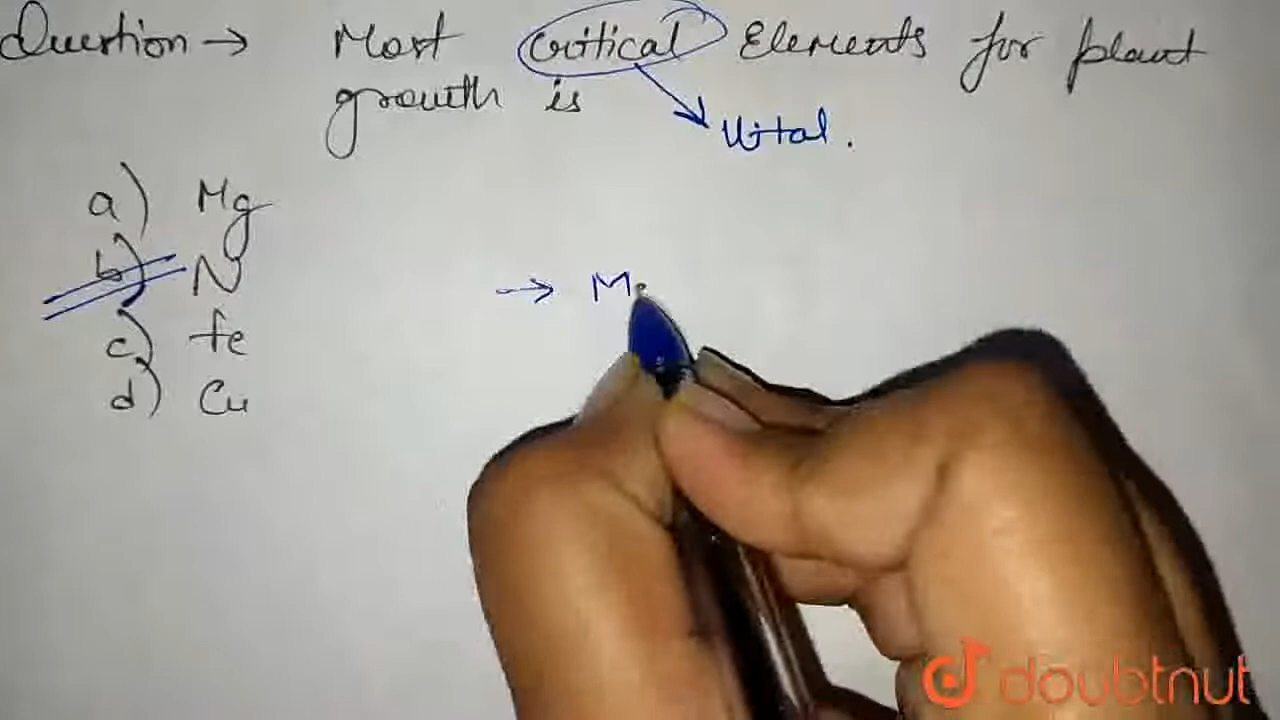 Question → Most critical Elements for plant
growth is
Vital.
a) Mg
b) N
→ M
c) fe
d) Cu
doubtnut